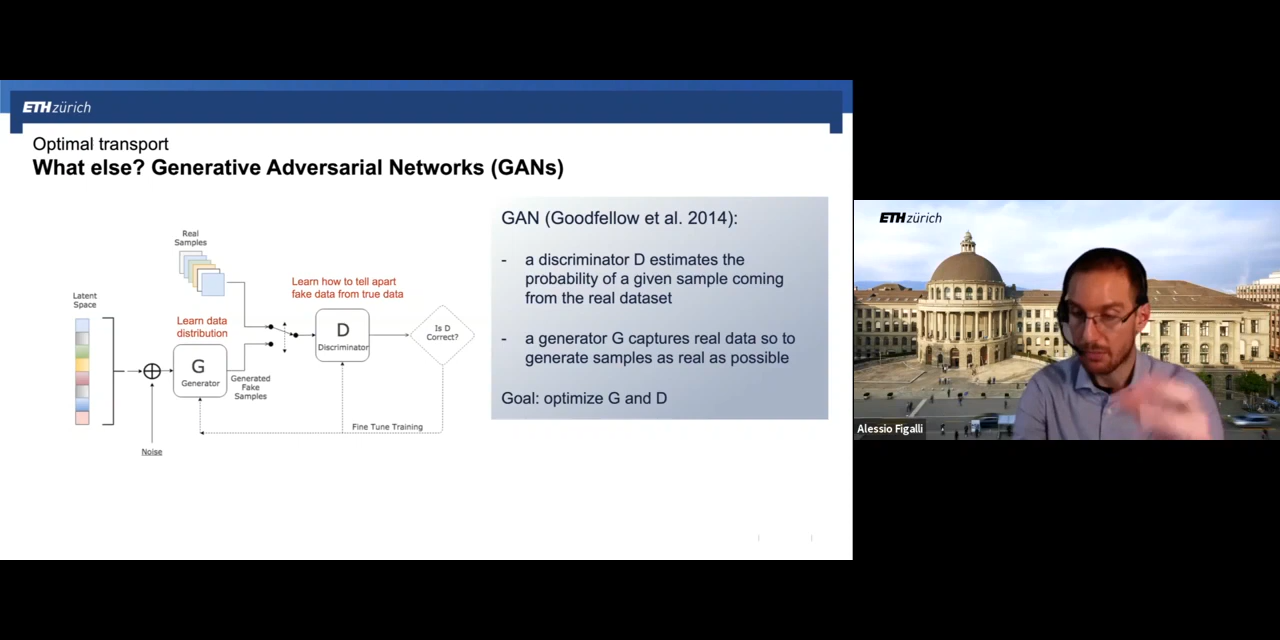 ETH zürich
Optimal transport
What else? Generative Adversarial Networks (GANs)
Real
Samples
Latent
Space
Learn data
distribution
G
Generator
Generated
Fake
Samples
Noise
Learn how to tell apart
fake data from true data
D
Discriminator
Is D
Correct?
Fine Tune Training
GAN (Goodfellow et al. 2014):
- a discriminator D estimates the
probability of a given sample coming
from the real dataset
- a generator G captures real data so to
generate samples as real as possible
Goal: optimize G and D
ETH zürich
Alessio Figalli